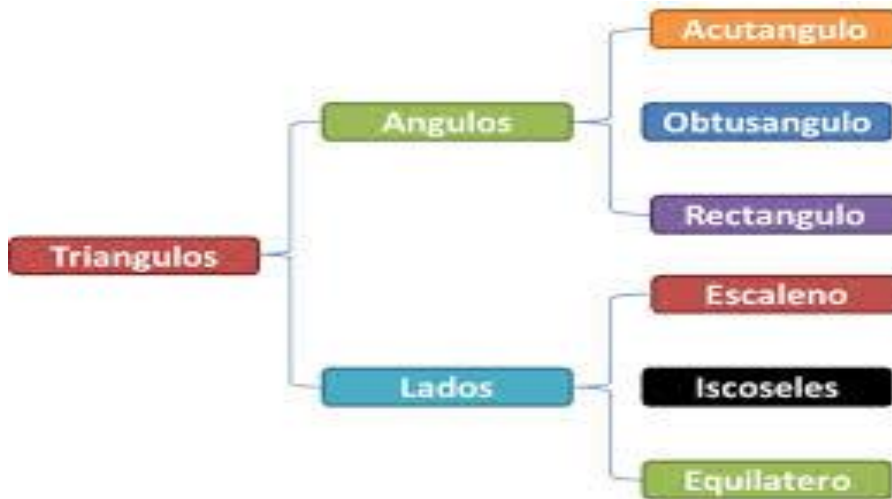 Triangulos
Angulos
Acutangulo
Obtusangulo
Rectangulo
Lados
Escaleno
Iscoseles
Equilatero